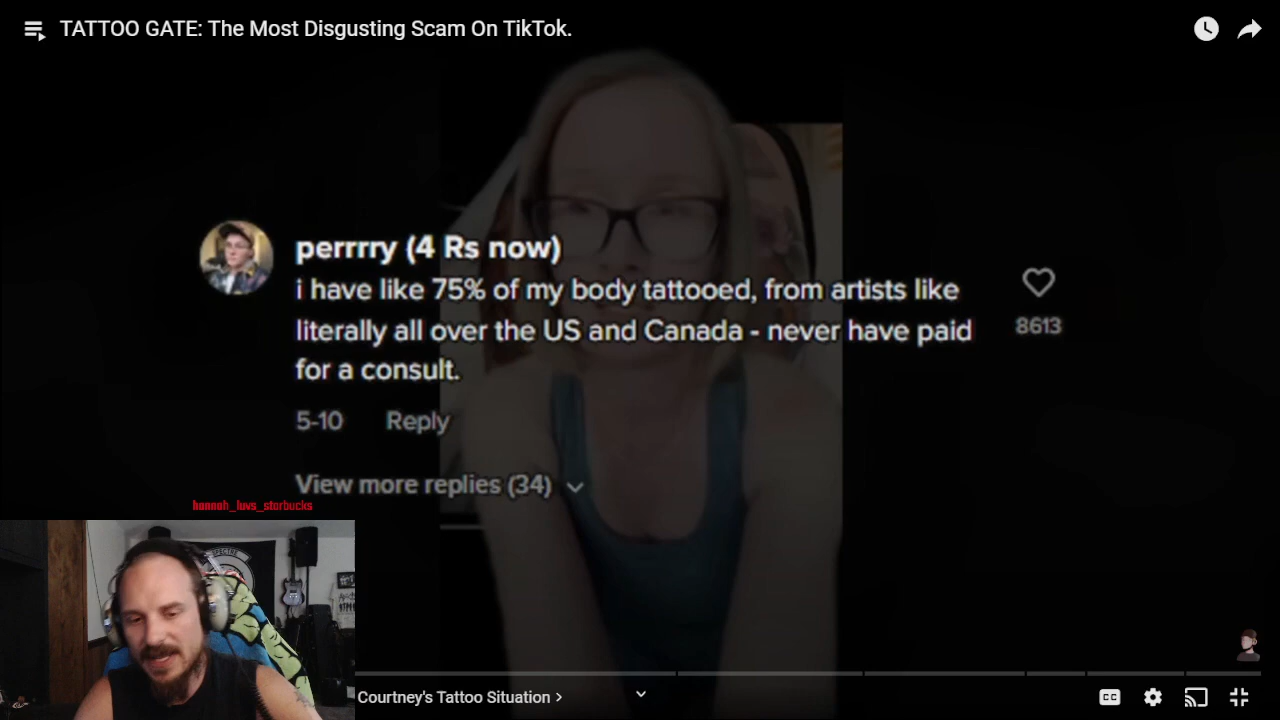 TATTOO GATE: The Most Disgusting Scam On TikTok.
perrrry (4 Rs now)
i have like 75% of my body tattooed, from artists like
literally all over the US and Canada - never have paid
for a consult.
8613
5-10 Reply
View more replies (34)
hannah_luvs_starbucks
SPECTRE
Courtney's Tattoo Situation >
CC